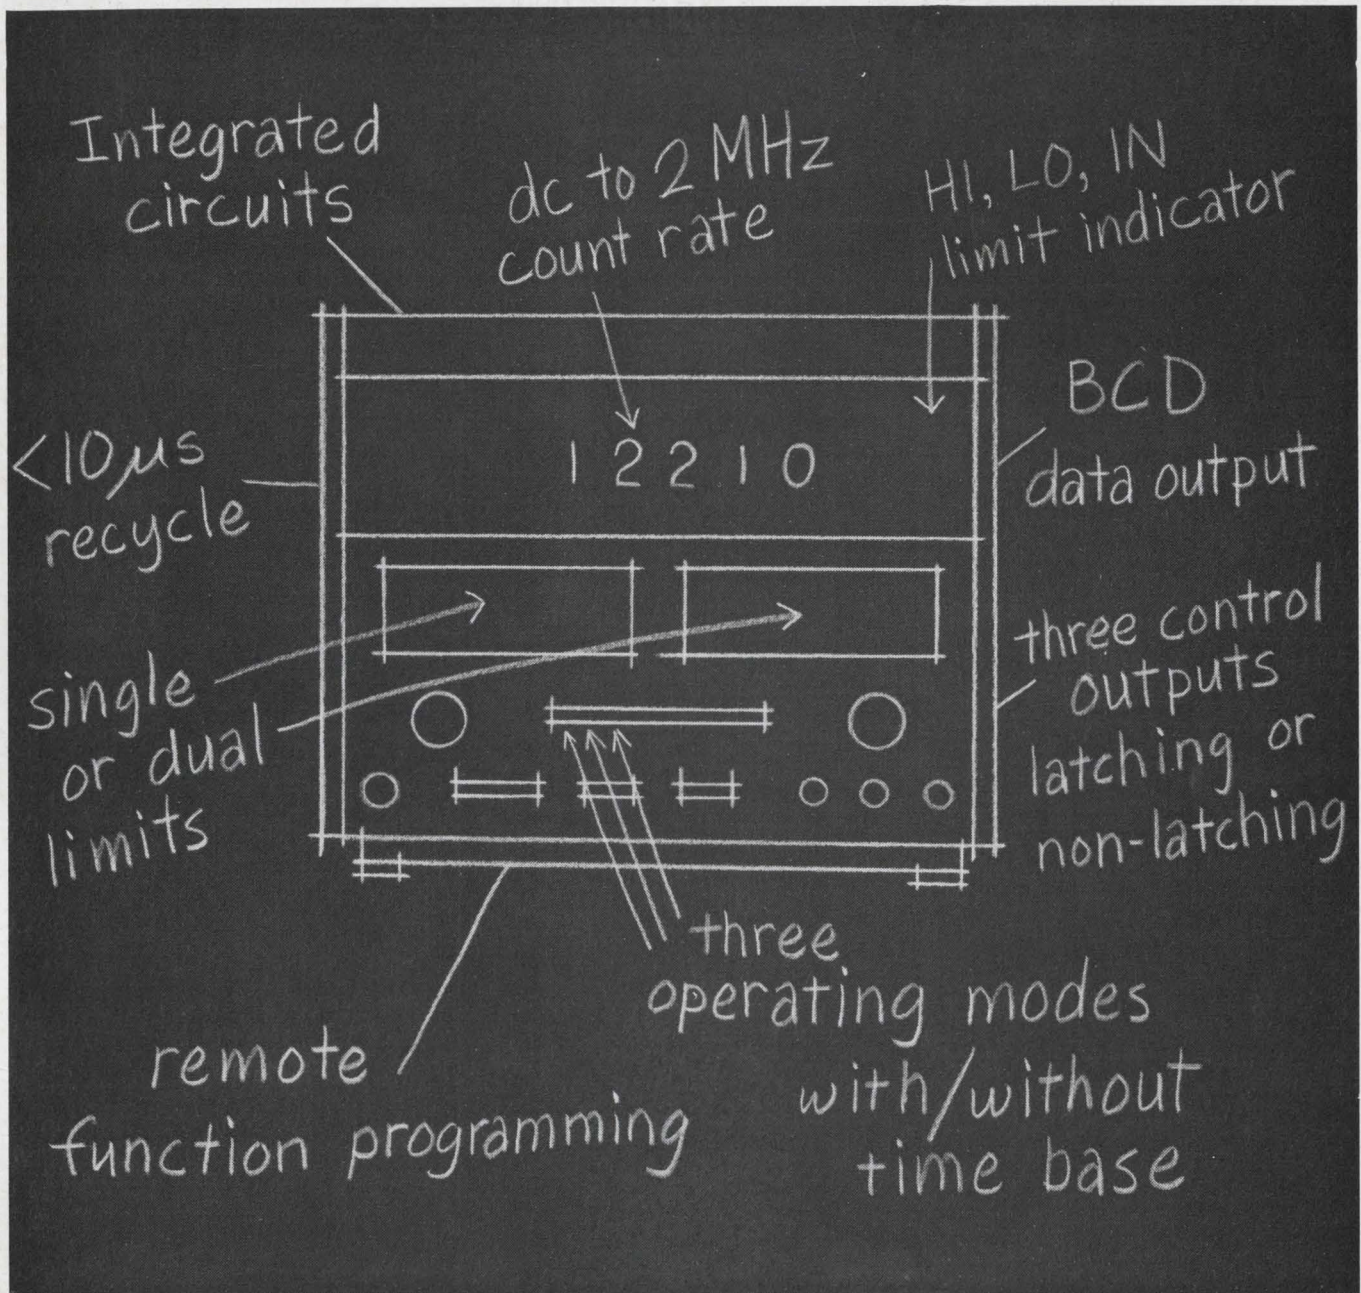 Integrated
circuits
dc to 2 MHz
count rate
HI, LO, IN
limit indicator
<10 μs
recycle
1 2 2 1 0
BCD
data output
single
or dual
limits
three control
outputs
latching or
non-latching
three
operating modes
with/without
time base
remote
function programming